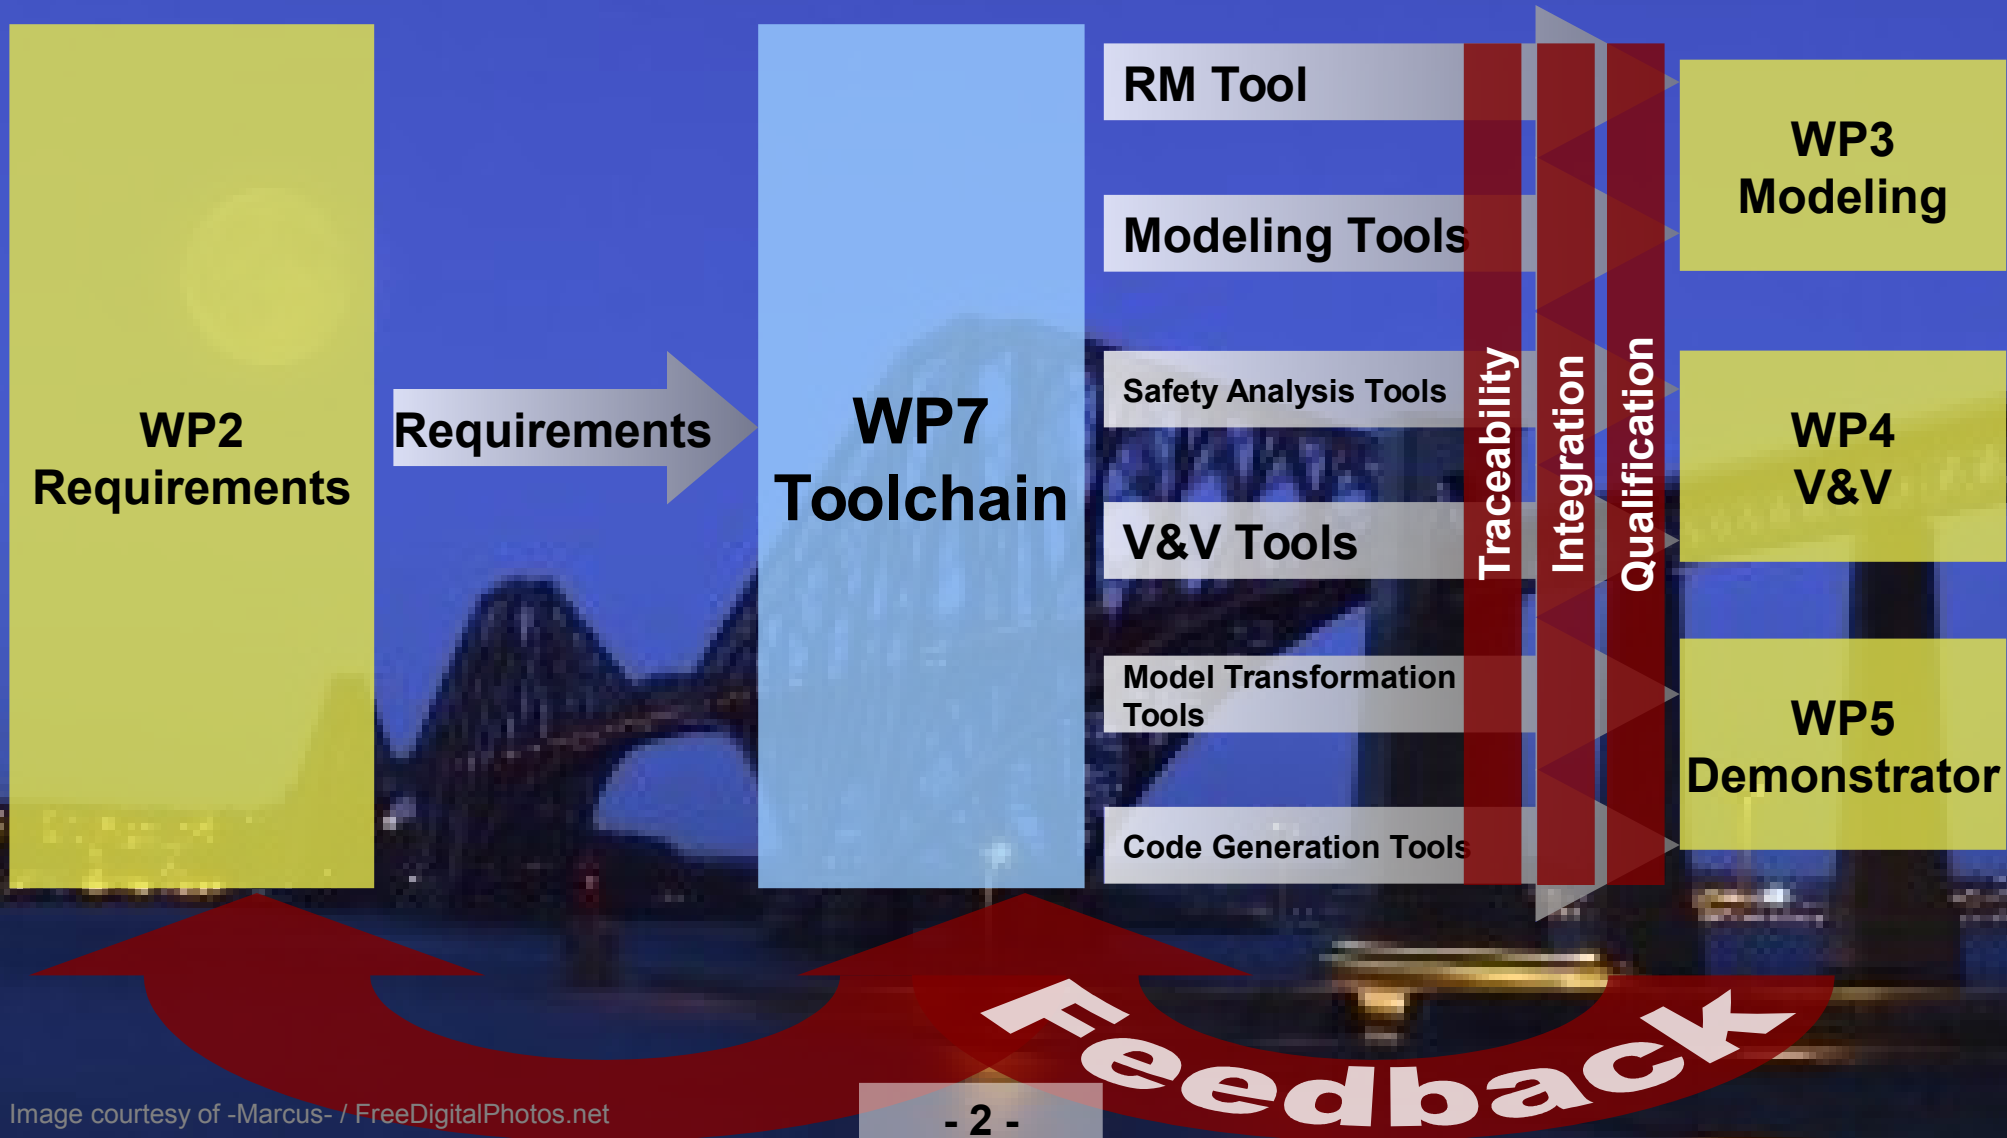 WP2
Requirements
Requirements
WP7
Toolchain
RM Tool
Modeling Tools
Safety Analysis Tools
V&V Tools
Model Transformation
Tools
Code Generation Tools
Traceability
Integration
Qualification
WP3
Modeling
WP4
V&V
WP5
Demonstrator
Feedback
Image courtesy of -Marcus- / FreeDigitalPhotos.net
- 2 -